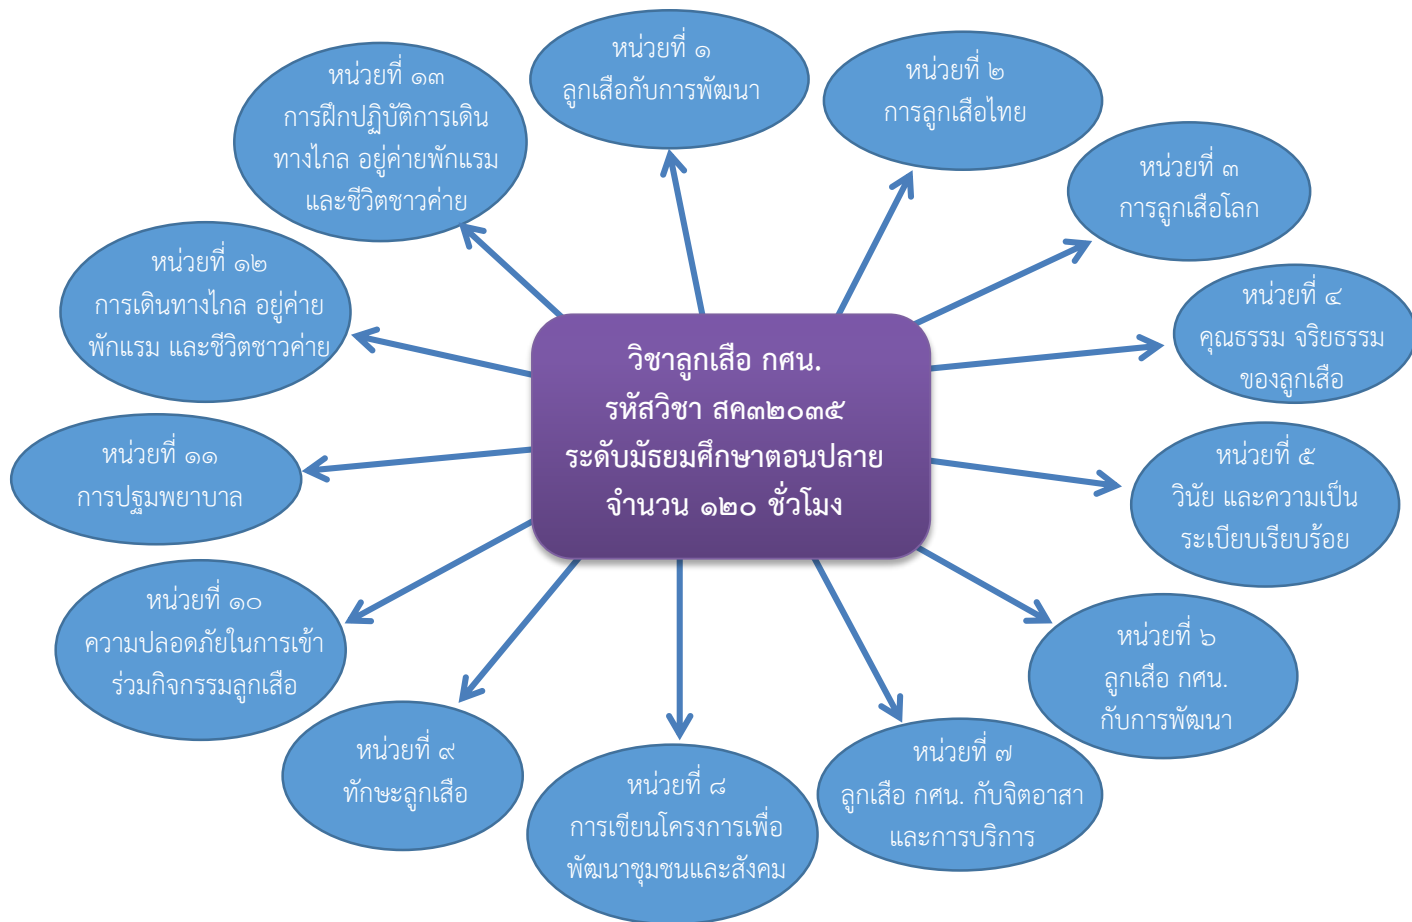 วิชาลูกเสือ กศน.
รหัสวิชา สค๓๒๐๓๕
ระดับมัธยมศึกษาตอนปลาย
จำนวน ๑๒๐ ชั่วโมง
หน่วยที่ ๑
ลูกเสือกับการพัฒนา
หน่วยที่ ๒
การลูกเสือไทย
หน่วยที่ ๓
การลูกเสือโลก
หน่วยที่ ๔
คุณธรรม จริยธรรม
ของลูกเสือ
หน่วยที่ ๕
วินัย และความเป็น
ระเบียบเรียบร้อย
หน่วยที่ ๖
ลูกเสือ กศน.
กับการพัฒนา
หน่วยที่ ๗
ลูกเสือ กศน. กับจิตอาสา
และการบริการ
หน่วยที่ ๘
การเขียนโครงการเพื่อ
พัฒนาชุมชนและสังคม
หน่วยที่ ๙
ทักษะลูกเสือ
หน่วยที่ ๑๐
ความปลอดภัยในการเข้า
ร่วมกิจกรรมลูกเสือ
หน่วยที่ ๑๑
การปฐมพยาบาล
หน่วยที่ ๑๒
การเดินทางไกล อยู่ค่าย
พักแรม และชีวิตชาวค่าย
หน่วยที่ ๑๓
การฝึกปฏิบัติการเดิน
ทางไกล อยู่ค่ายพักแรม
และชีวิตชาวค่าย